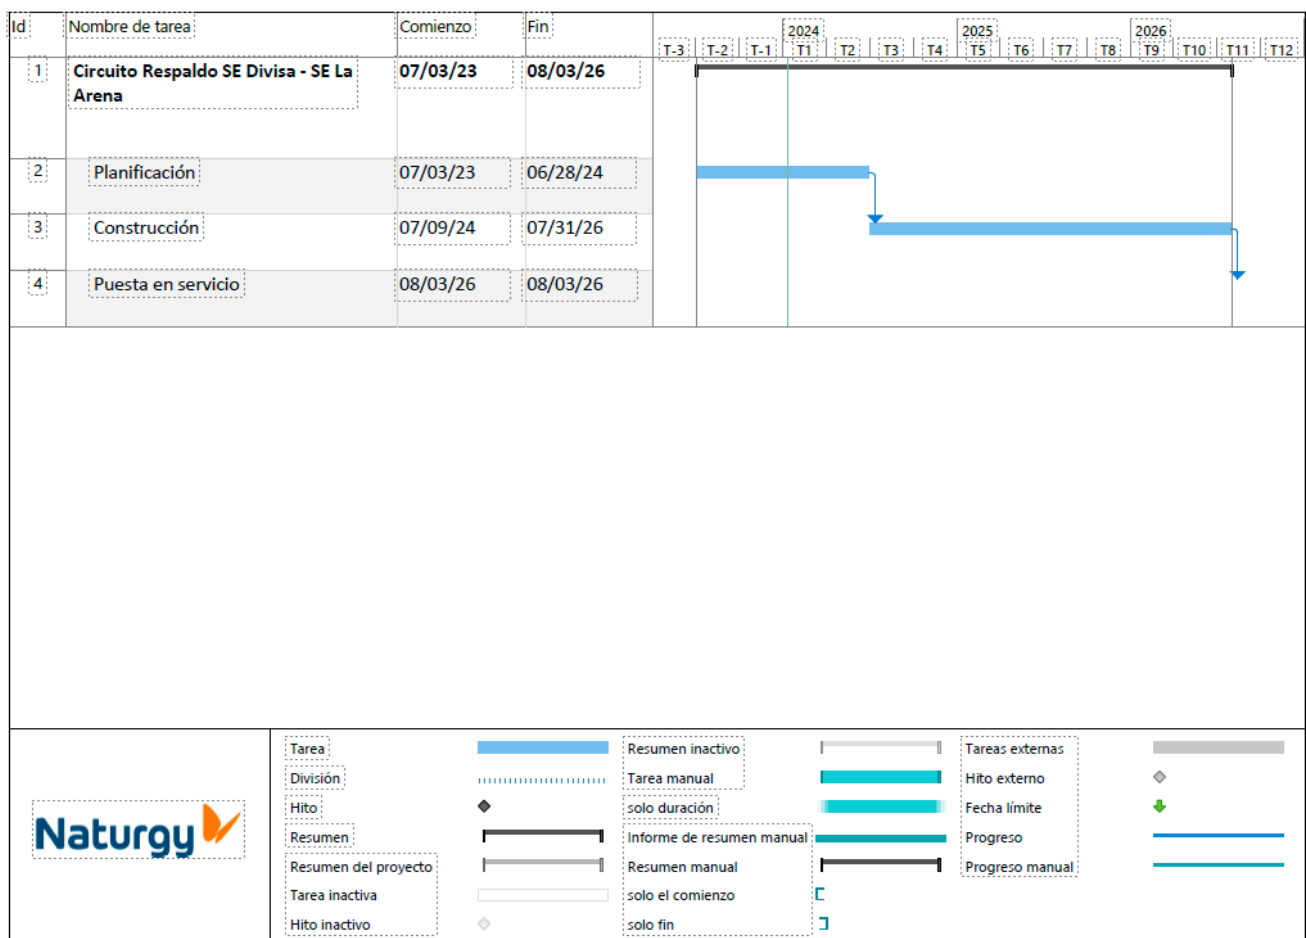 Id Nombre de tarea Comienzo Fin
2024 2025 2026
T-3 T-2 T-1 T1 T2 T3 T4 T5 T6 T7 T8 T9 T10 T11 T12
1 Circuito Respaldo SE Divisa - SE La 07/03/23 08/03/26
Arena
2 Planificación 07/03/23 06/28/24
3 Construcción 07/09/24 07/31/26
4 Puesta en servicio 08/03/26 08/03/26
Naturgy
Tarea
División
Hito
Resumen
Resumen del proyecto
Tarea inactiva
Hito inactivo
Resumen inactivo
Tarea manual
solo duración
Informe de resumen manual
Resumen manual
solo el comienzo
solo fin
Tareas externas
Hito externo
Fecha límite
Progreso
Progreso manual